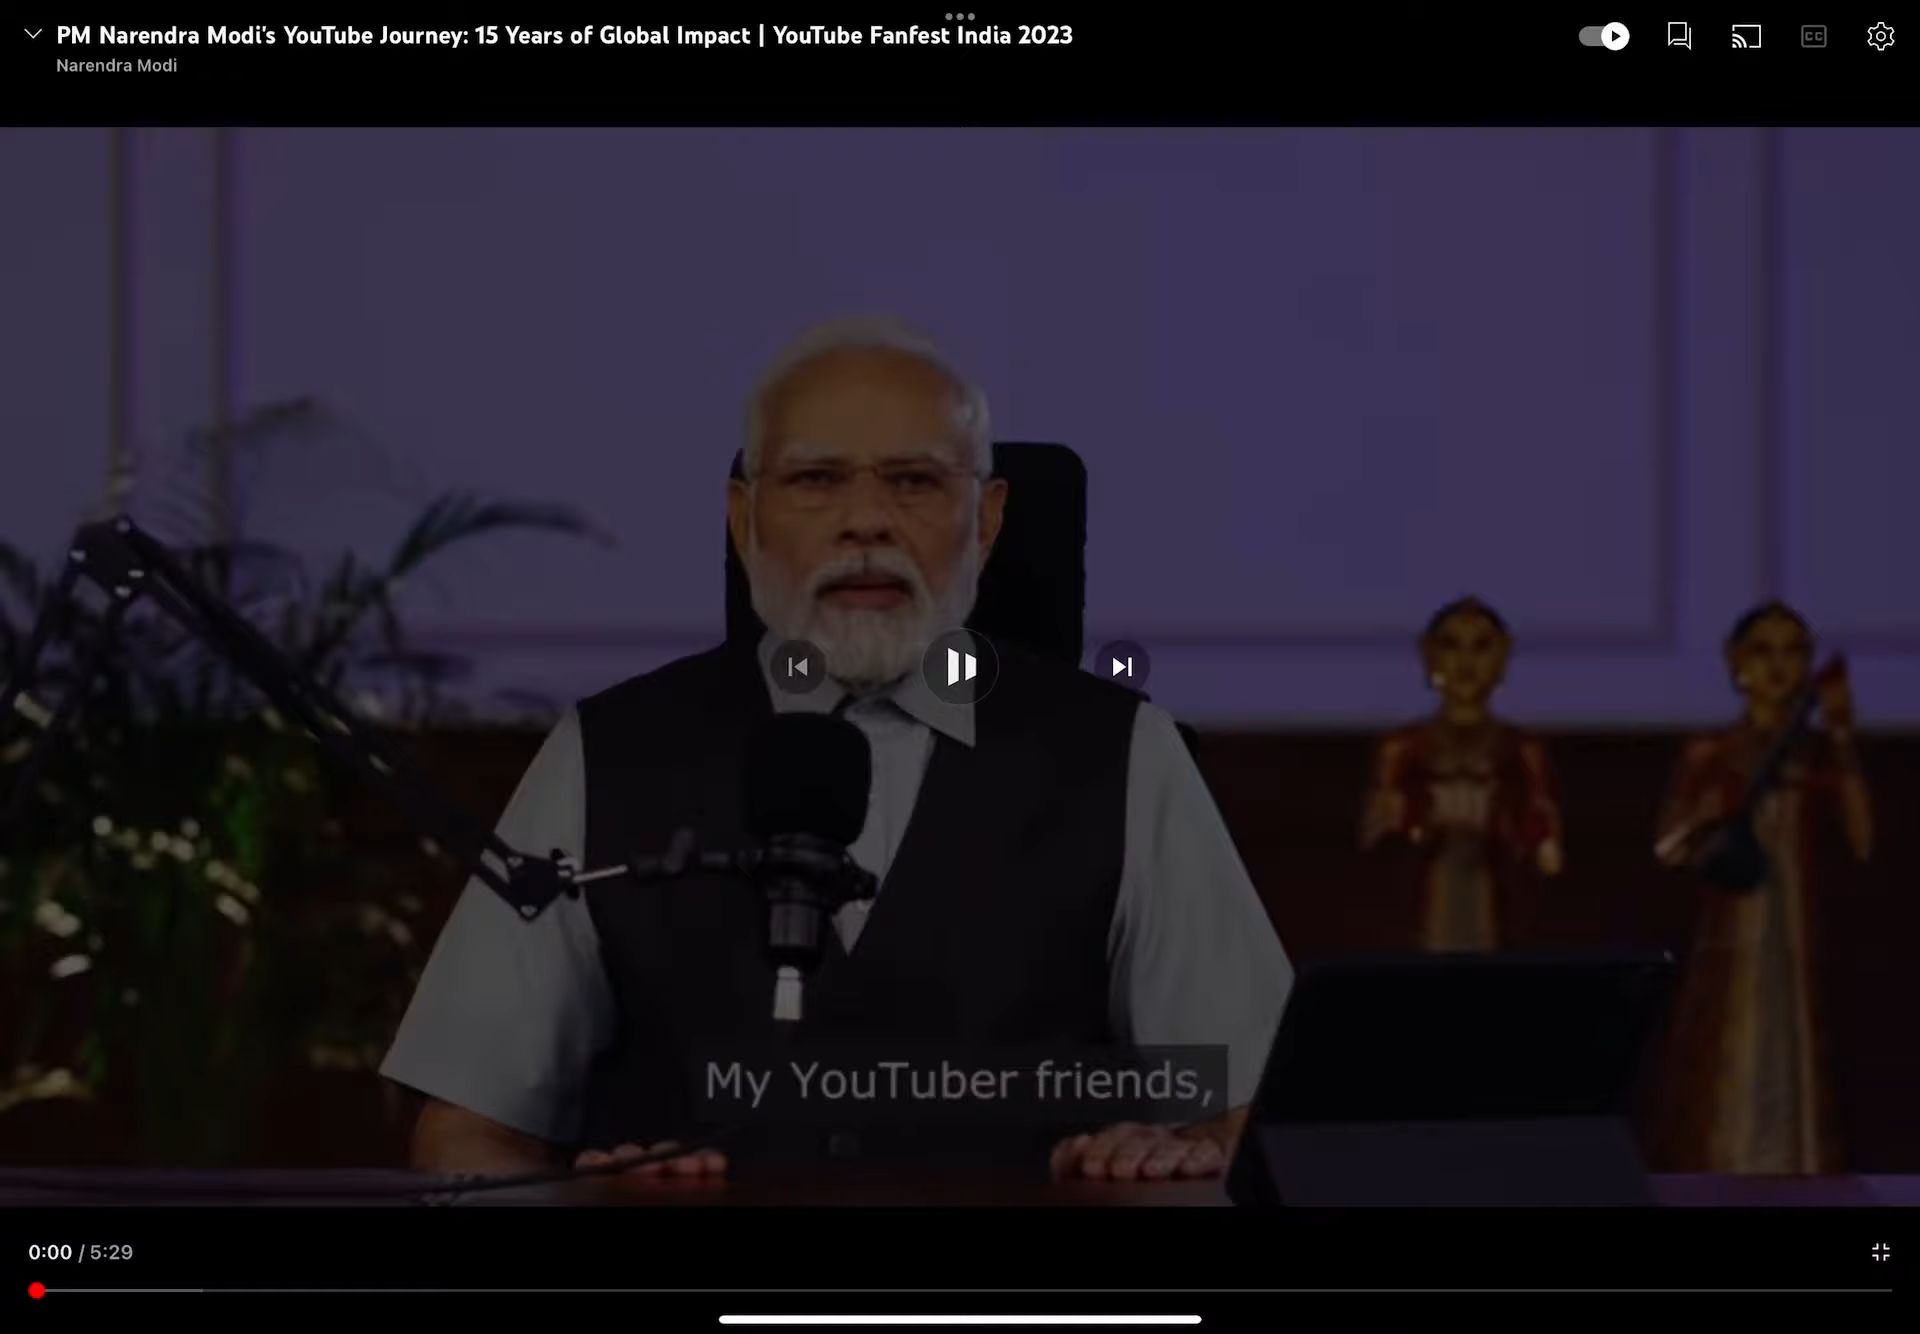 PM Narendra Modi's YouTube Journey: 15 Years of Global Impact | YouTube Fanfest India 2023
Narendra Modi
CC
My YouTuber friends,
0:00 / 5:29